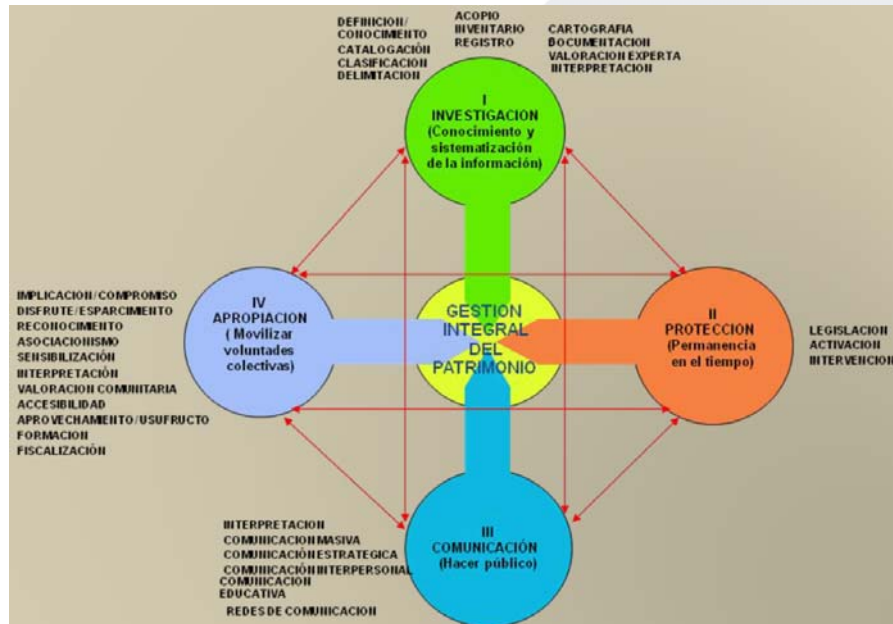 DEFINICION/
CONOCIMIENTO
CATALOGACIÓN
CLASIFICACION
DELIMITACION
ACOPIO
INVENTARIO
REGISTRO
CARTOGRAFIA
DOCUMENTACION
VALORACION EXPERTA
INTERPRETACION
I
INVESTIGACION
(Conocimiento y
sistematización
de la información)
IMPLICACION/COMPROMISO
DISFRUTE/ESPARCIMIENTO
RECONOCIMIENTO
ASOCIACIONISMO
SENSIBILIZACIÓN
INTERPRETACIÓN
VALORACION COMUNITARIA
ACCESIBILIDAD
APROVECHAMIENTO/USUFRUCTO
FORMACION
FISCALIZACIÓN
IV
APROPIACION
( Movilizar
voluntades
colectivas)
GESTION
INTEGRAL
DEL
PATRIMONIO
II
PROTECCION
(Permanencia
en el tiempo)
LEGISLACION
ACTIVACION
INTERVENCION
INTERPRETACION
COMUNICACION MASIVA
COMUNICACIÓN ESTRATEGICA
COMUNICACIÓN INTERPERSONAL
COMUNICACION
EDUCATIVA
REDES DE COMUNICACION
III
COMUNICACIÓN
(Hacer público)